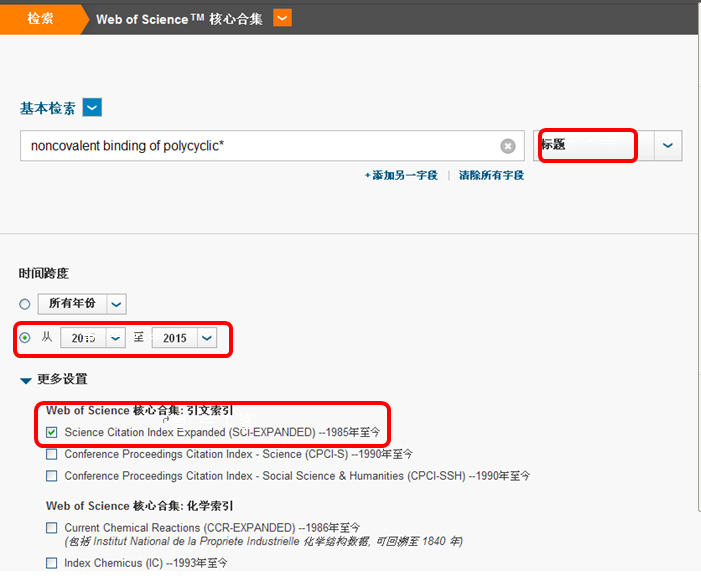 检索 Web of Science™ 核心合集
基本检索
noncovalent binding of polycyclic* 标题
+添加另一字段 | 清除所有字段
时间跨度
所有年份
从 2015 至 2015
更多设置
Web of Science 核心合集: 引文索引
Science Citation Index Expanded (SCI-EXPANDED) --1985年至今
Conference Proceedings Citation Index - Science (CPCI-S) --1990年至今
Conference Proceedings Citation Index - Social Science & Humanities (CPCI-SSH) --1990年至今
Web of Science 核心合集: 化学索引
Current Chemical Reactions (CCR-EXPANDED) --1986年至今
(包括 Institut National de la Propriete Industrielle 化学结构数据, 可回溯至 1840 年)
Index Chemicus (IC) --1993年至今